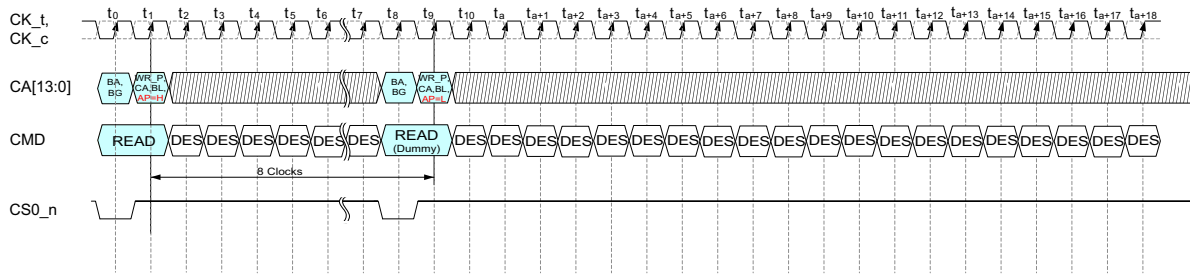 CK_t, t0 t1 t2 t3 t4 t5 t6 t7 t8 t9 t10 ta ta+1 ta+2 ta+3 ta+4 ta+5 ta+6 ta+7 ta+8 ta+9 ta+10 ta+11 ta+12 ta+13 ta+14 ta+15 ta+16 ta+17 ta+18
CK_c
CA[13:0] BA, BG WR_P, CA,BL, AP=H BA, BG WR_P, CA,BL, AP=L
CMD READ DES DES DES DES DES DES READ (Dummy) DES DES DES DES DES DES DES DES DES DES DES DES DES DES DES DES DES DES DES DES
8 Clocks
CS0_n